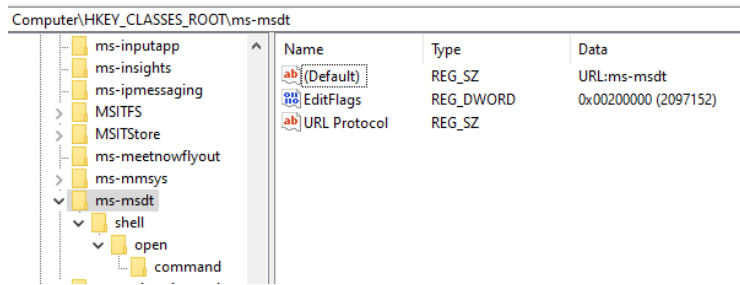 Computer\HKEY_CLASSES_ROOT\ms-msdt
ms-inputapp
ms-insights
ms-ipmessaging
MSITFS
MSITStore
ms-meetnowflyout
ms-mmsys
ms-msdt
shell
open
command
Name Type Data
(Default) REG_SZ URL:ms-msdt
EditFlags REG_DWORD 0x00200000 (2097152)
URL Protocol REG_SZ